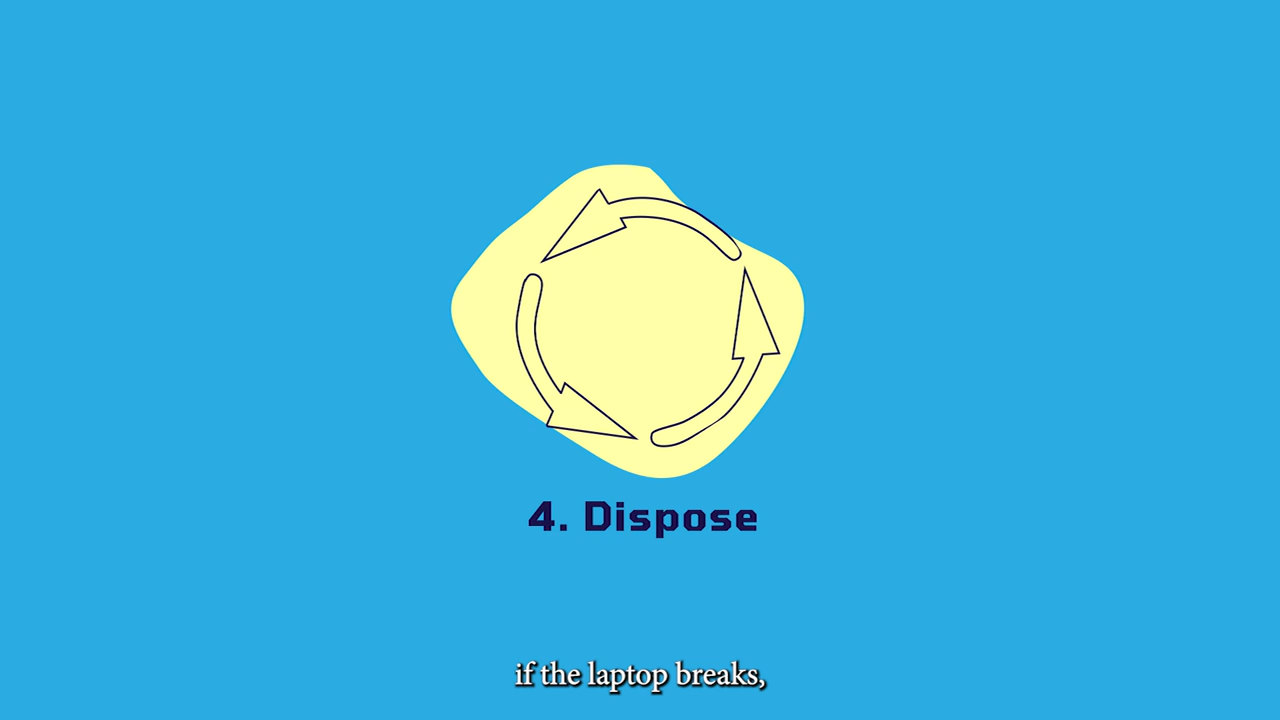 4. Dispose
if the laptop breaks,